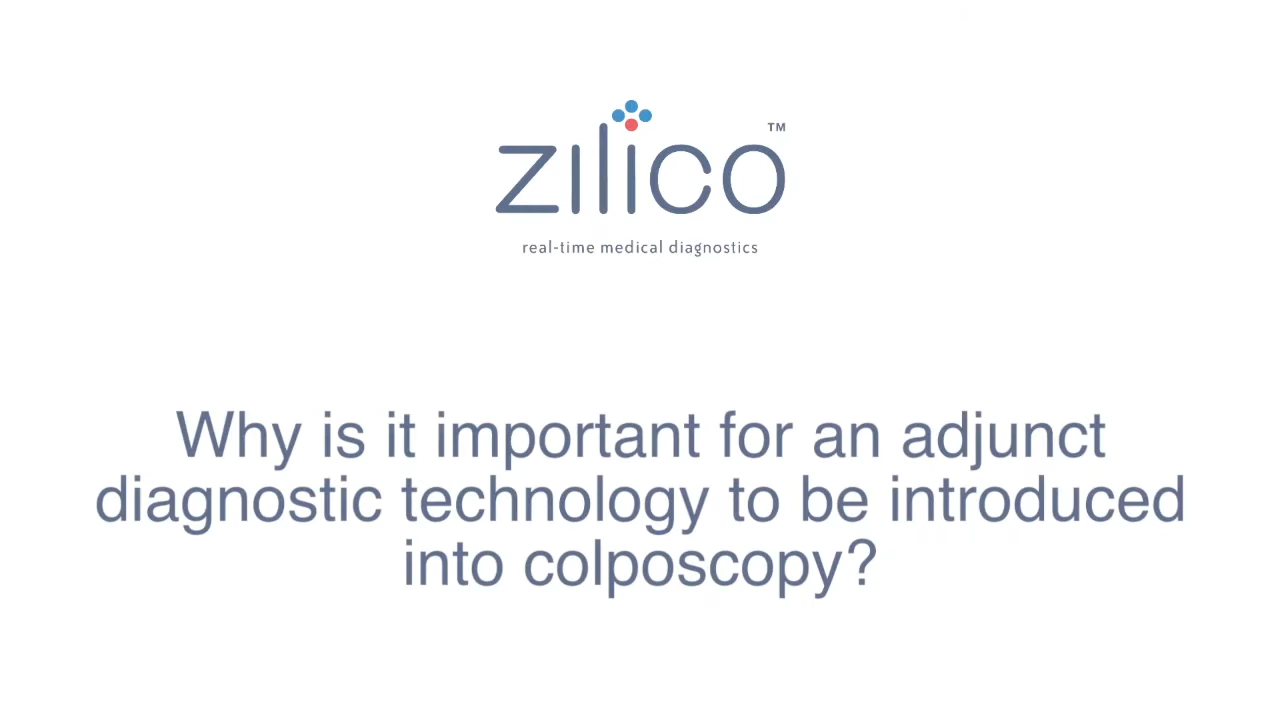 zilico™
real-time medical diagnostics
Why is it important for an adjunct
diagnostic technology to be introduced
into colposcopy?